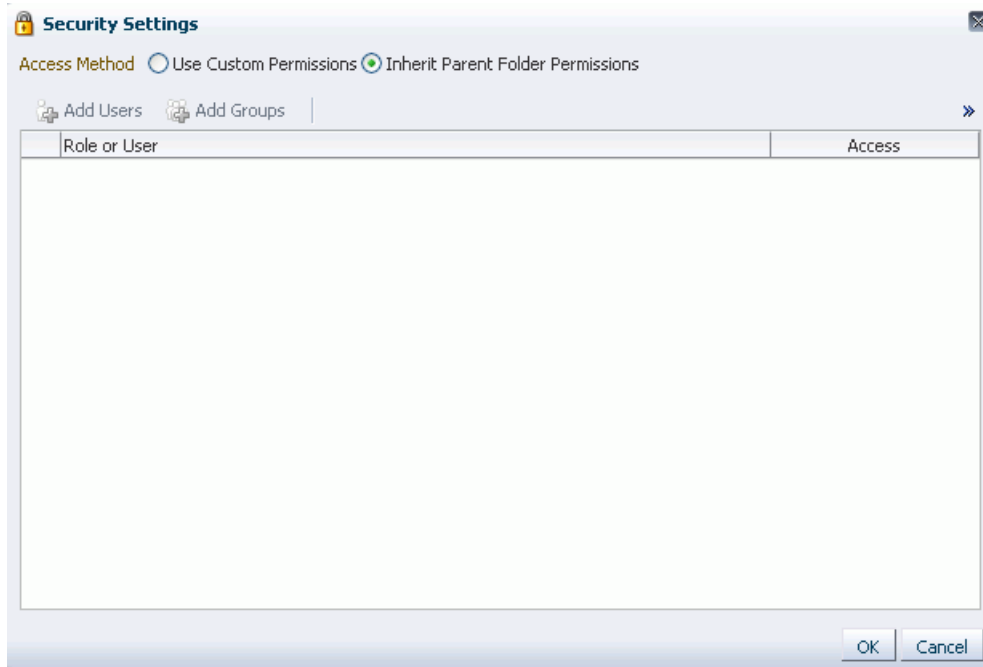 Security Settings
Access Method Use Custom Permissions Inherit Parent Folder Permissions
Add Users Add Groups »
Role or User Access
OK Cancel